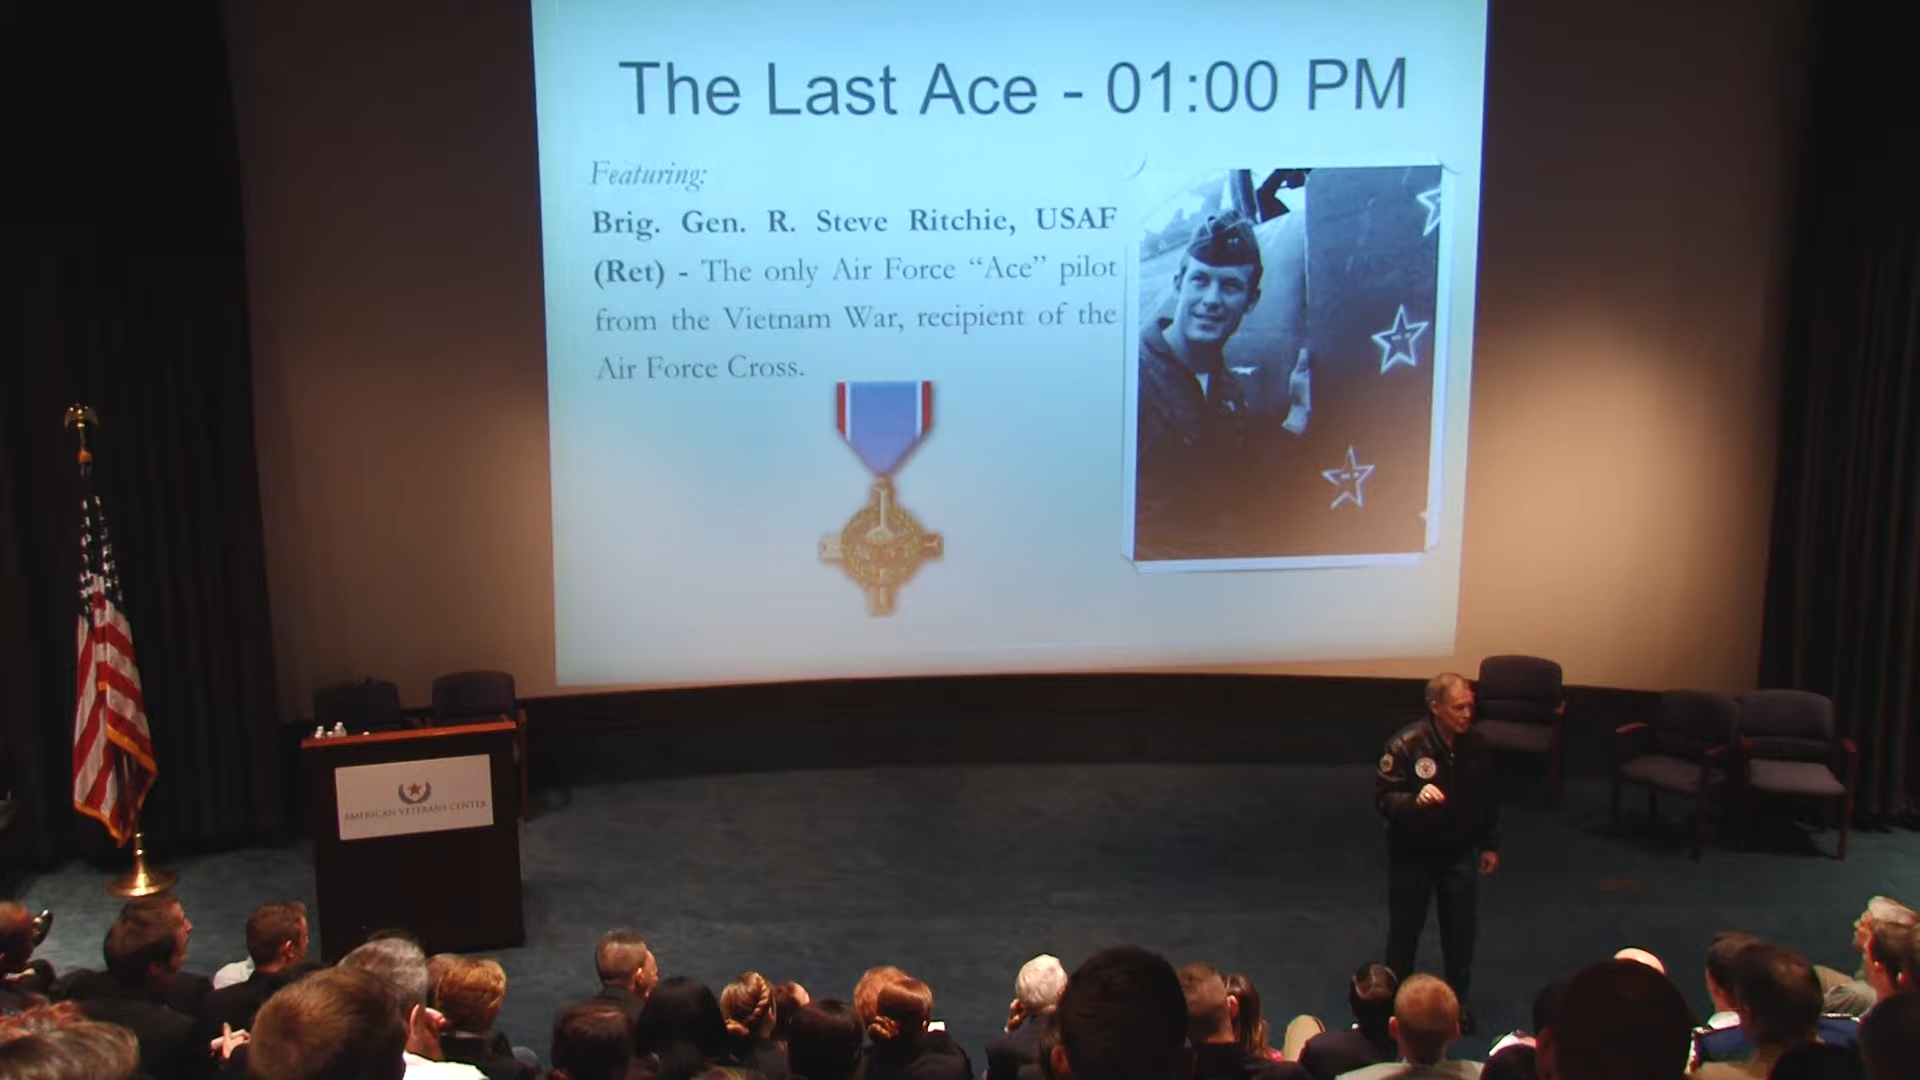 The Last Ace - 01:00 PM
Featuring:
Brig. Gen. R. Steve Ritchie, USAF
(Ret) - The only Air Force “Ace” pilot
from the Vietnam War, recipient of the
Air Force Cross.
AMERICAN VETERANS CENTER